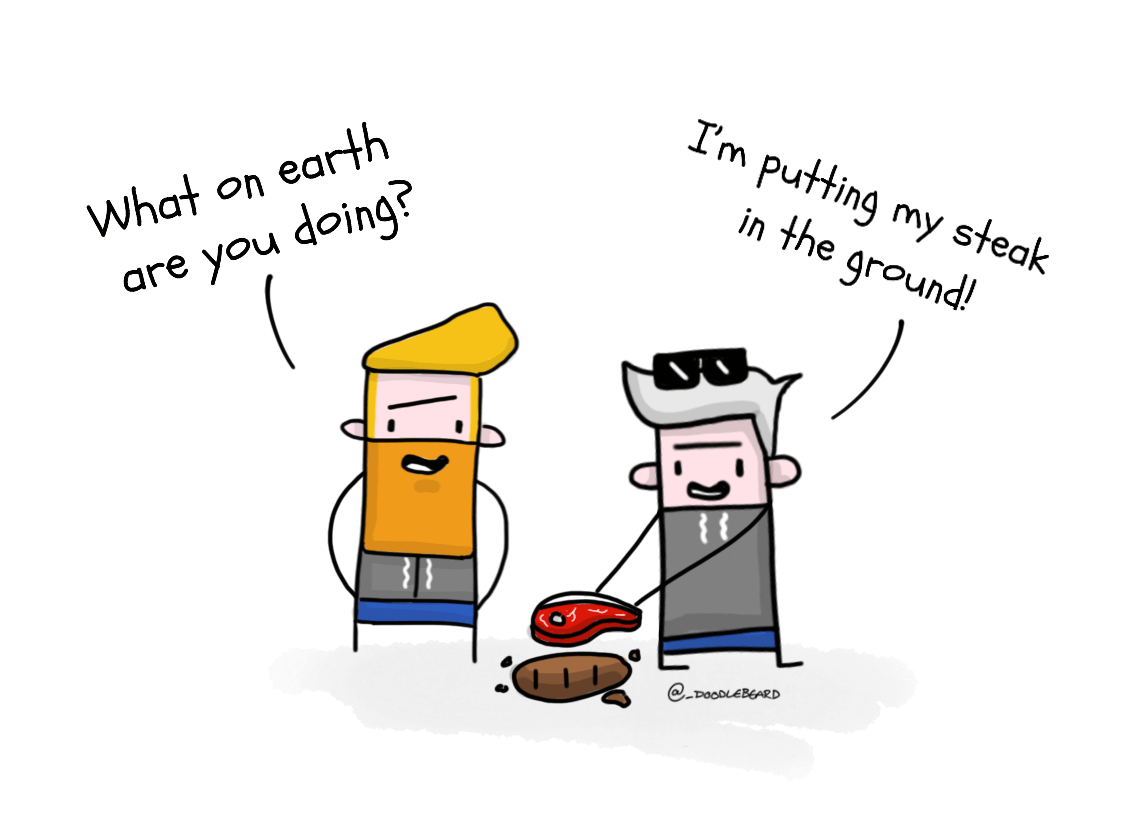 What on earth
are you doing?
I'm putting my steak
in the ground!
@_DOODLEBEARD